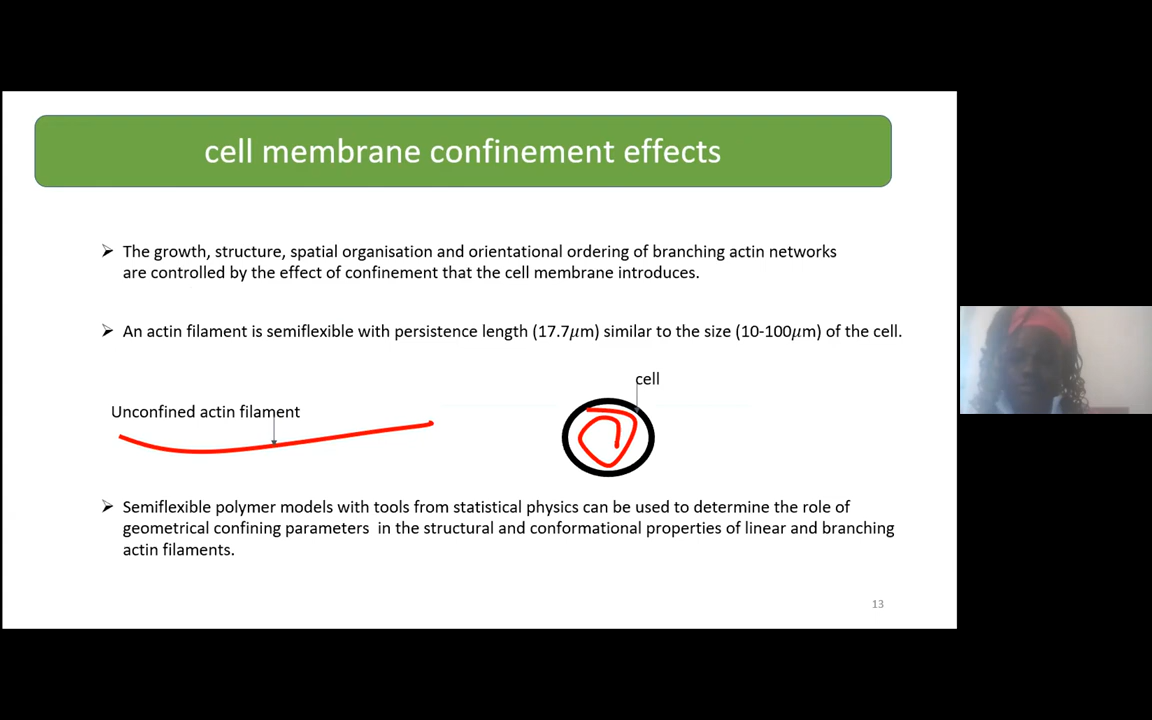 cell membrane confinement effects
➢ The growth, structure, spatial organisation and orientational ordering of branching actin networks
are controlled by the effect of confinement that the cell membrane introduces.
➢ An actin filament is semiflexible with persistence length (17.7𝜇m) similar to the size (10-100𝜇m) of the cell.
cell
Unconfined actin filament
➢ Semiflexible polymer models with tools from statistical physics can be used to determine the role of
geometrical confining parameters in the structural and conformational properties of linear and branching
actin filaments.
13